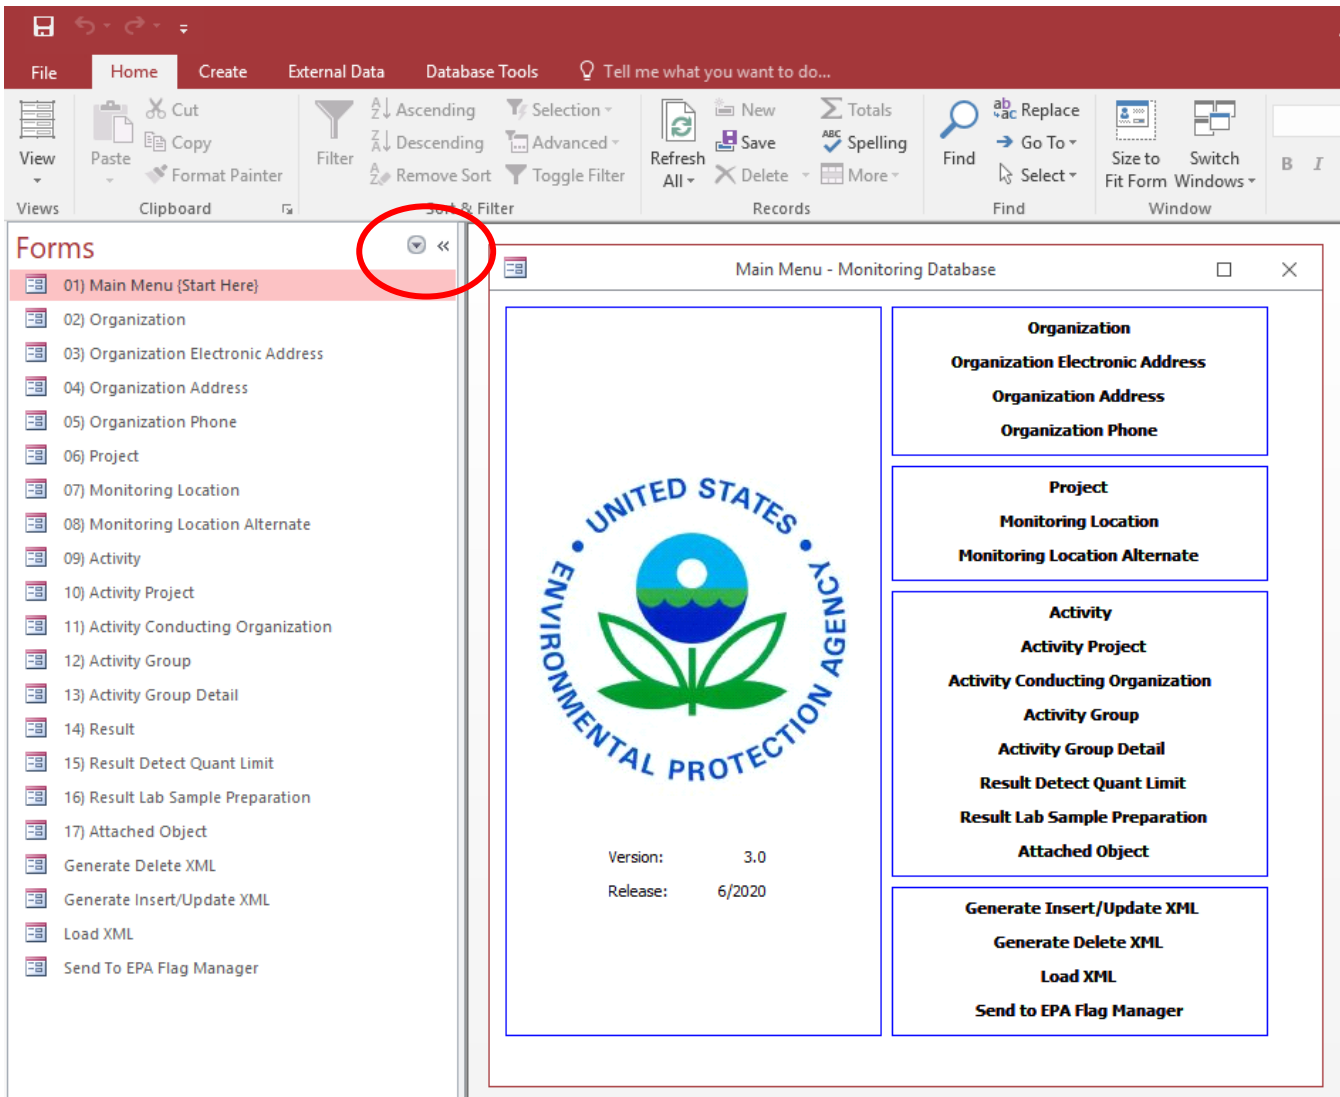 File Home Create External Data Database Tools Tell me what you want to do...
View
Views
Paste
Cut
Copy
Format Painter
Clipboard
Filter
Ascending
Descending
Remove Sort
Selection
Advanced
Toggle Filter
Sort & Filter
Refresh
All
New
Save
Delete
Totals
Spelling
More
Records
Find
Replace
Go To
Select
Find
Size to
Fit Form
Switch
Windows
Window
B I
Forms
01) Main Menu {Start Here}
02) Organization
03) Organization Electronic Address
04) Organization Address
05) Organization Phone
06) Project
07) Monitoring Location
08) Monitoring Location Alternate
09) Activity
10) Activity Project
11) Activity Conducting Organization
12) Activity Group
13) Activity Group Detail
14) Result
15) Result Detect Quant Limit
16) Result Lab Sample Preparation
17) Attached Object
Generate Delete XML
Generate Insert/Update XML
Load XML
Send To EPA Flag Manager
Main Menu - Monitoring Database
UNITED STATES
ENVIRONMENTAL PROTECTION AGENCY
Version: 3.0
Release: 6/2020
Organization
Organization Electronic Address
Organization Address
Organization Phone
Project
Monitoring Location
Monitoring Location Alternate
Activity
Activity Project
Activity Conducting Organization
Activity Group
Activity Group Detail
Result Detect Quant Limit
Result Lab Sample Preparation
Attached Object
Generate Insert/Update XML
Generate Delete XML
Load XML
Send to EPA Flag Manager